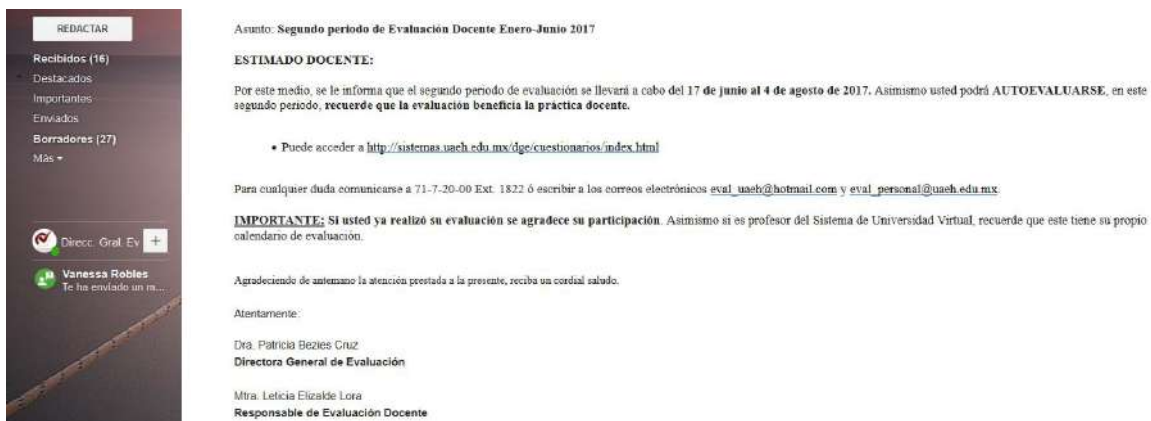 REDACTAR
Recibidos (16)
Destacados
Importantes
Enviados
Borradores (27)
Más
Direcc. Gral. Ev
Vanessa Robles
Te ha enviado un m...
Asunto: Segundo periodo de Evaluación Docente Enero-Junio 2017
ESTIMADO DOCENTE:
Por este medio, se le informa que el segundo periodo de evaluación se llevará a cabo del 17 de junio al 4 de agosto de 2017. Asimismo usted podrá AUTOEVALUARSE, en este
segundo periodo, recuerde que la evaluación beneficia la práctica docente.
• Puede acceder a http://sistemas.uaeh.edu.mx/dge/cuestionarios/index.html
Para cualquier duda comunicarse a 71-7-20-00 Ext. 1822 ó escribir a los correos electrónicos eval_uaeh@hotmail.com y eval_personal@uaeh.edu.mx.
IMPORTANTE: Si usted ya realizó su evaluación se agradece su participación. Asimismo si es profesor del Sistema de Universidad Virtual, recuerde que este tiene su propio
calendario de evaluación.
Agradeciendo de antemano la atención prestada a la presente, reciba un cordial saludo.
Atentamente:
Dra. Patricia Bezies Cruz
Directora General de Evaluación
Mtra. Leticia Elizalde Lora
Responsable de Evaluación Docente